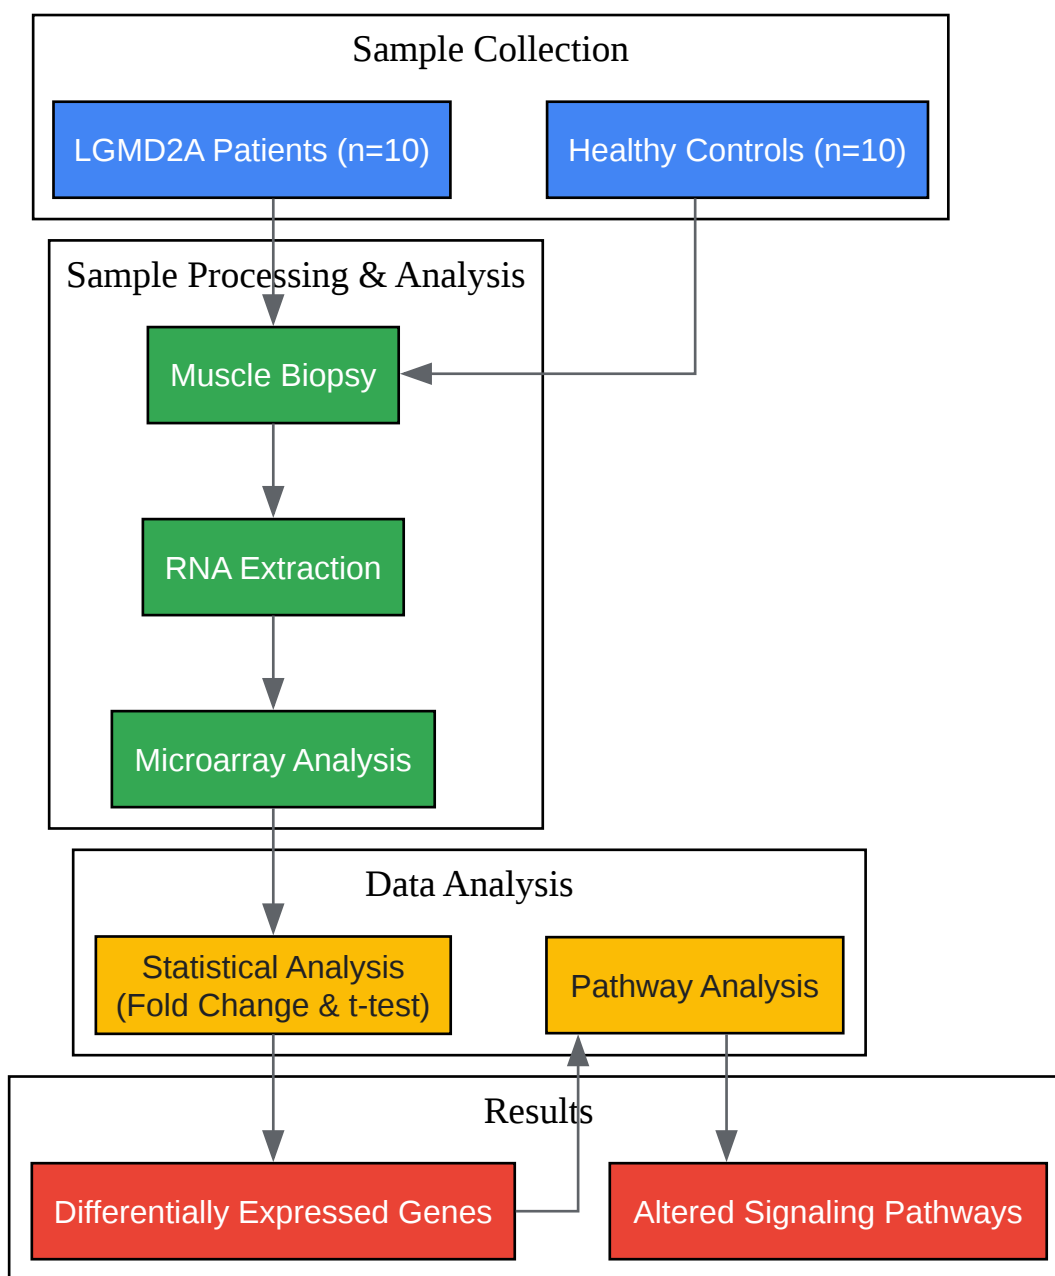 Sample Collection
LGMD2A Patients (n=10)
Healthy Controls (n=10)
Sample Processing & Analysis
Muscle Biopsy
RNA Extraction
Microarray Analysis
Data Analysis
Statistical Analysis
(Fold Change & t-test)
Pathway Analysis
Results
Differentially Expressed Genes
Altered Signaling Pathways